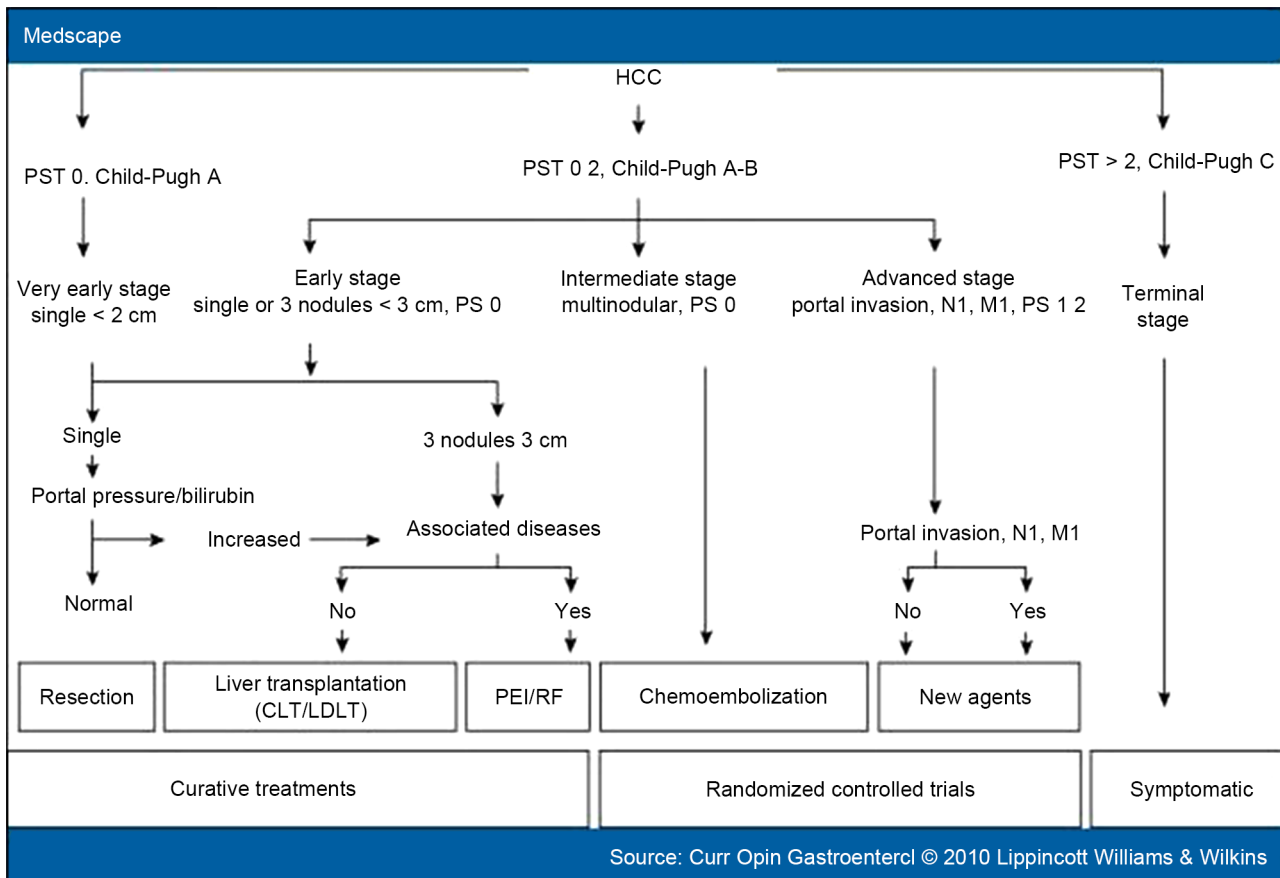 Medscape
HCC
PST 0. Child-Pugh A
PST 0 2, Child-Pugh A-B
PST > 2, Child-Pugh C
Very early stage
single < 2 cm
Early stage
single or 3 nodules < 3 cm, PS 0
Intermediate stage
multinodular, PS 0
Advanced stage
portal invasion, N1, M1, PS 1 2
Terminal
stage
Single
3 nodules 3 cm
Portal pressure/bilirubin
Increased
Associated diseases
Portal invasion, N1, M1
Normal
No
Yes
No
Yes
Resection
Liver transplantation
(CLT/LDLT)
PEI/RF
Chemoembolization
New agents
Curative treatments
Randomized controlled trials
Symptomatic
Source: Curr Opin Gastroentercl © 2010 Lippincott Williams & Wilkins